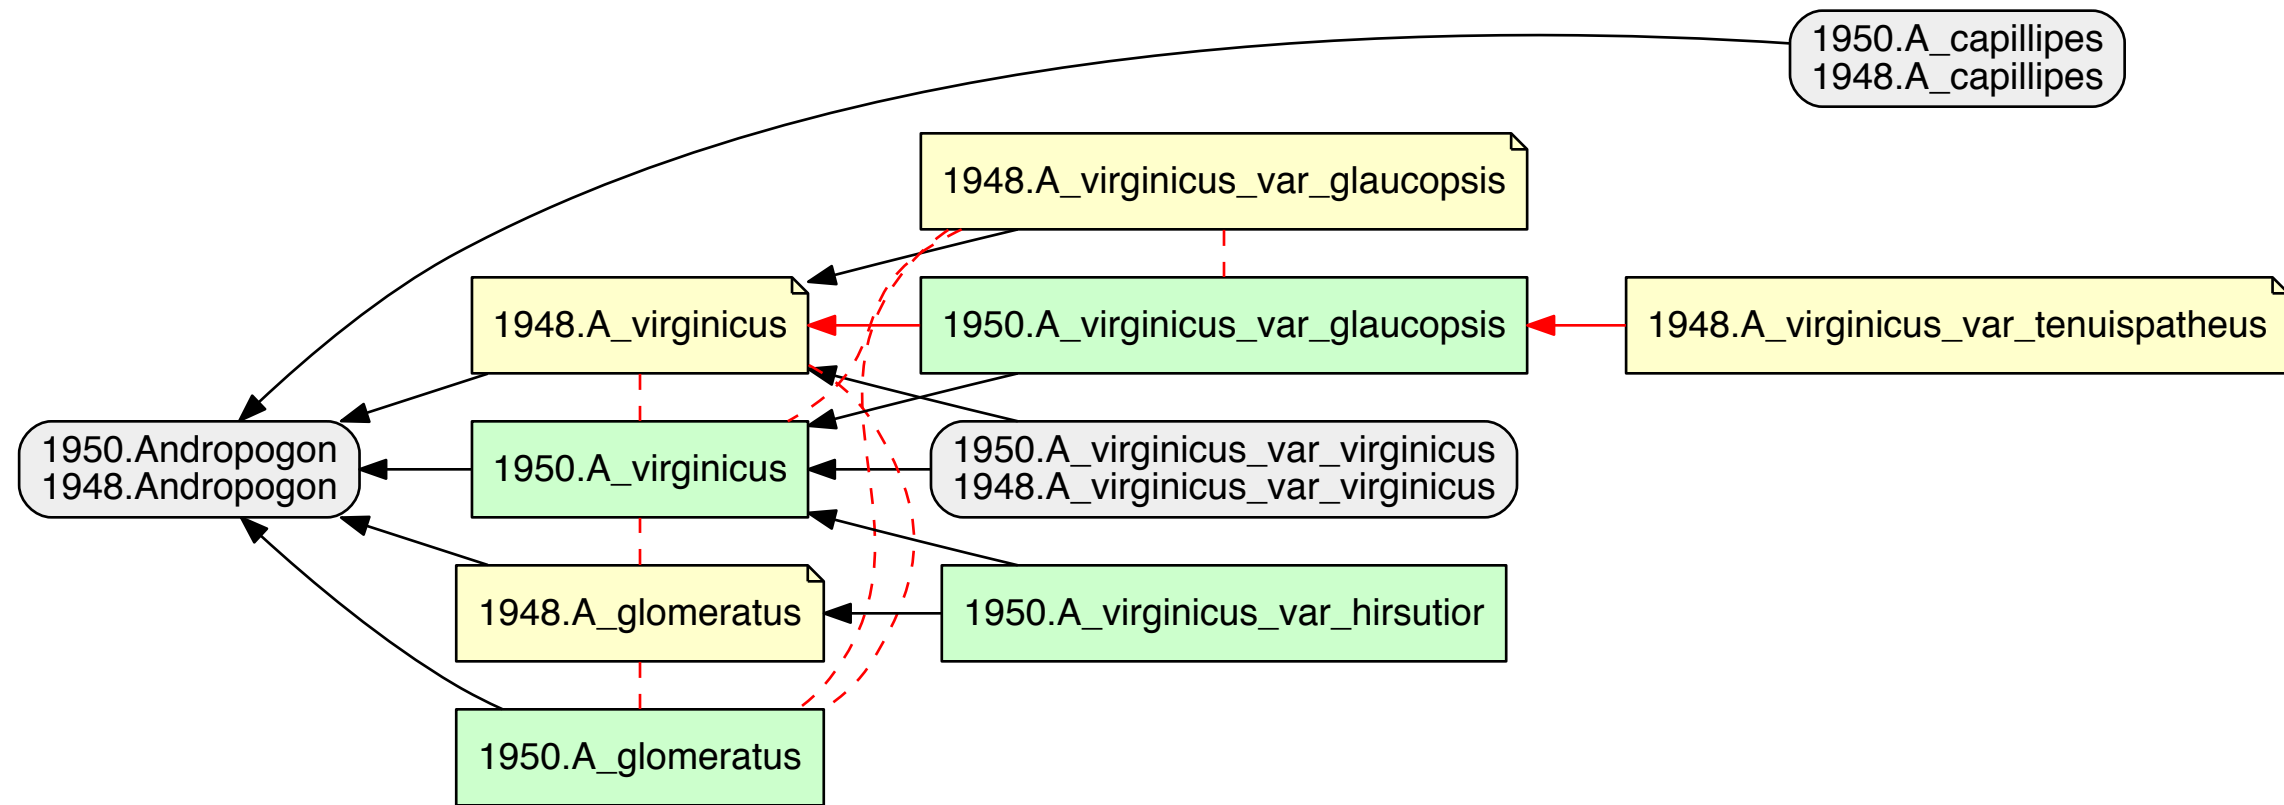 1950.A_capillipes
1948.A_capillipes
1948.A_virginicus_var_glaucopsis
1948.A_virginicus
1950.A_virginicus_var_glaucopsis
1948.A_virginicus_var_tenuispatheus
1950.Andropogon
1948.Andropogon
1950.A_virginicus
1950.A_virginicus_var_virginicus
1948.A_virginicus_var_virginicus
1948.A_glomeratus
1950.A_virginicus_var_hirsutior
1950.A_glomeratus